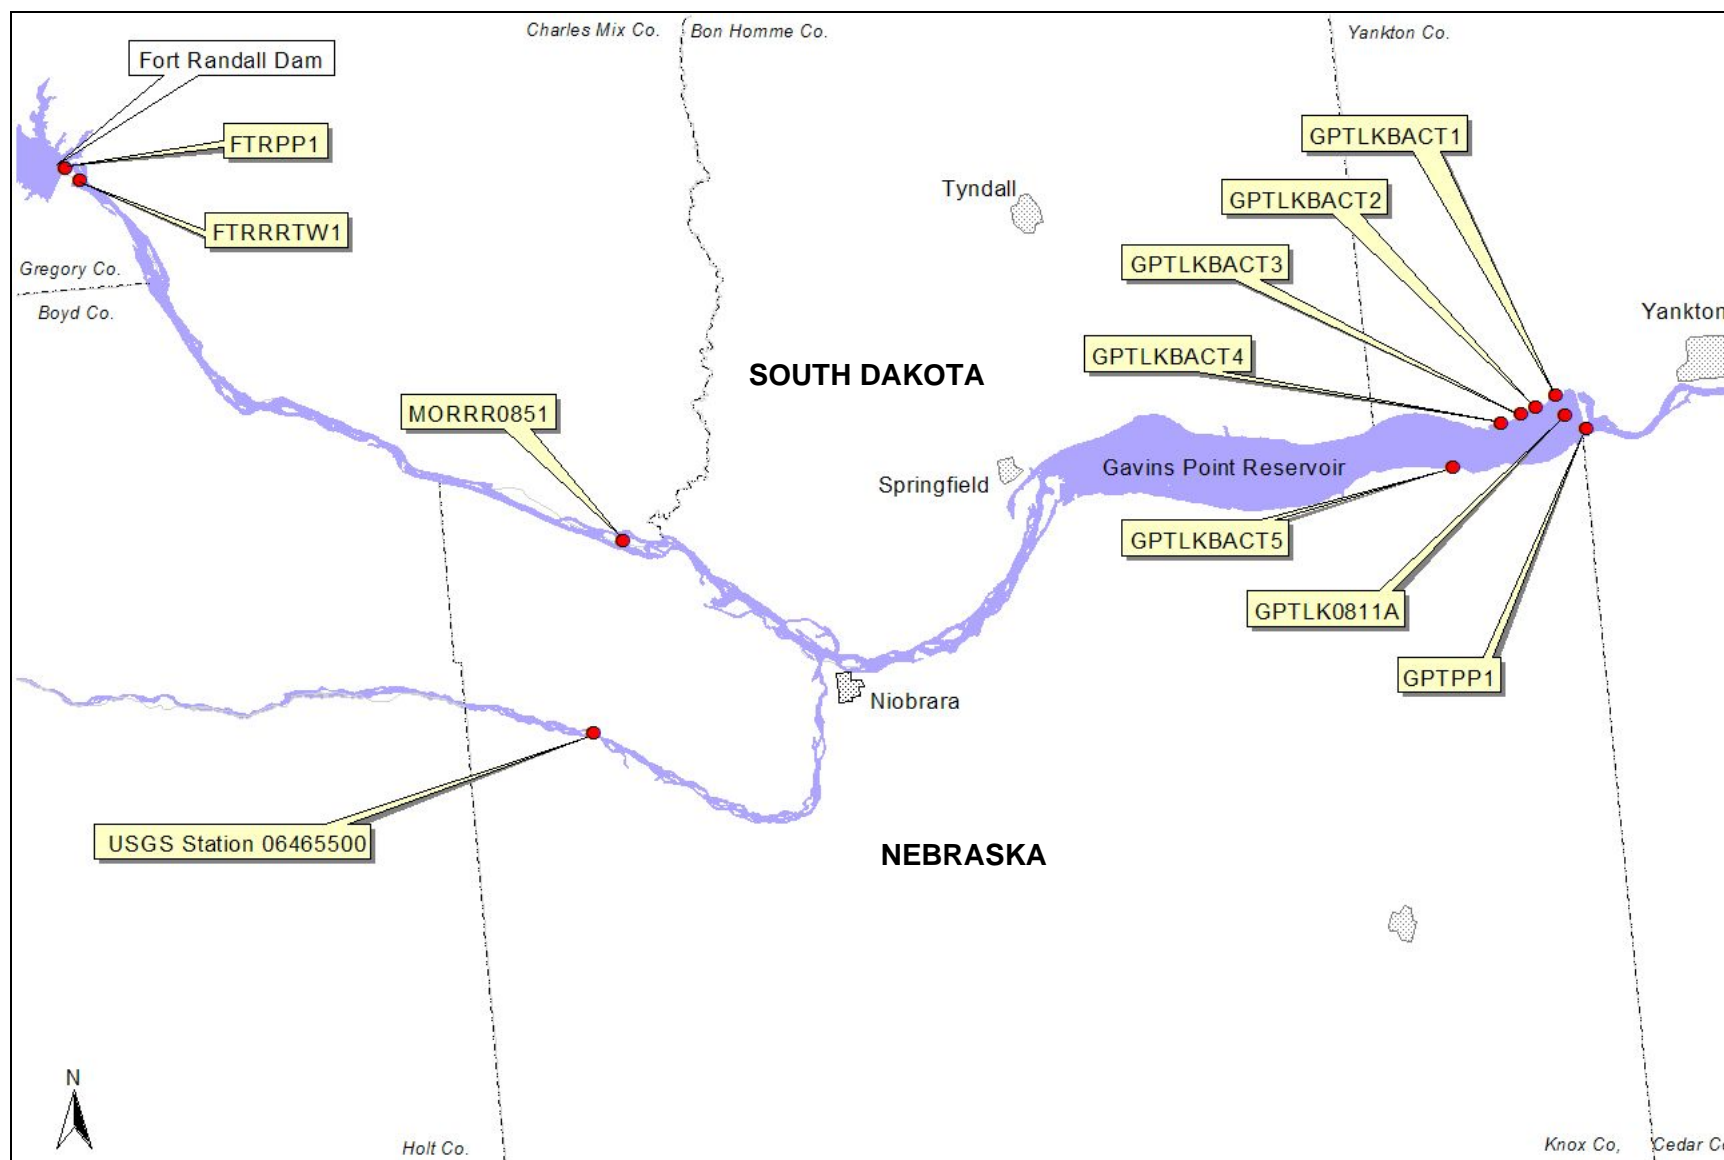 Charles Mix Co.
Bon Homme Co.
Yankton Co.
Fort Randall Dam
FTRPP1
GPTLKBACT1
Tyndall
GPTLKBACT2
FTRRRTW1
Gregory Co.
GPTLKBACT3
Boyd Co.
Yankton
GPTLKBACT4
SOUTH DAKOTA
MORRR0851
Gavins Point Reservoir
Springfield
GPTLKBACT5
GPTLK0811A
GPTPP1
Niobrara
USGS Station 06465500
NEBRASKA
N
Holt Co.
Knox Co,
Cedar C